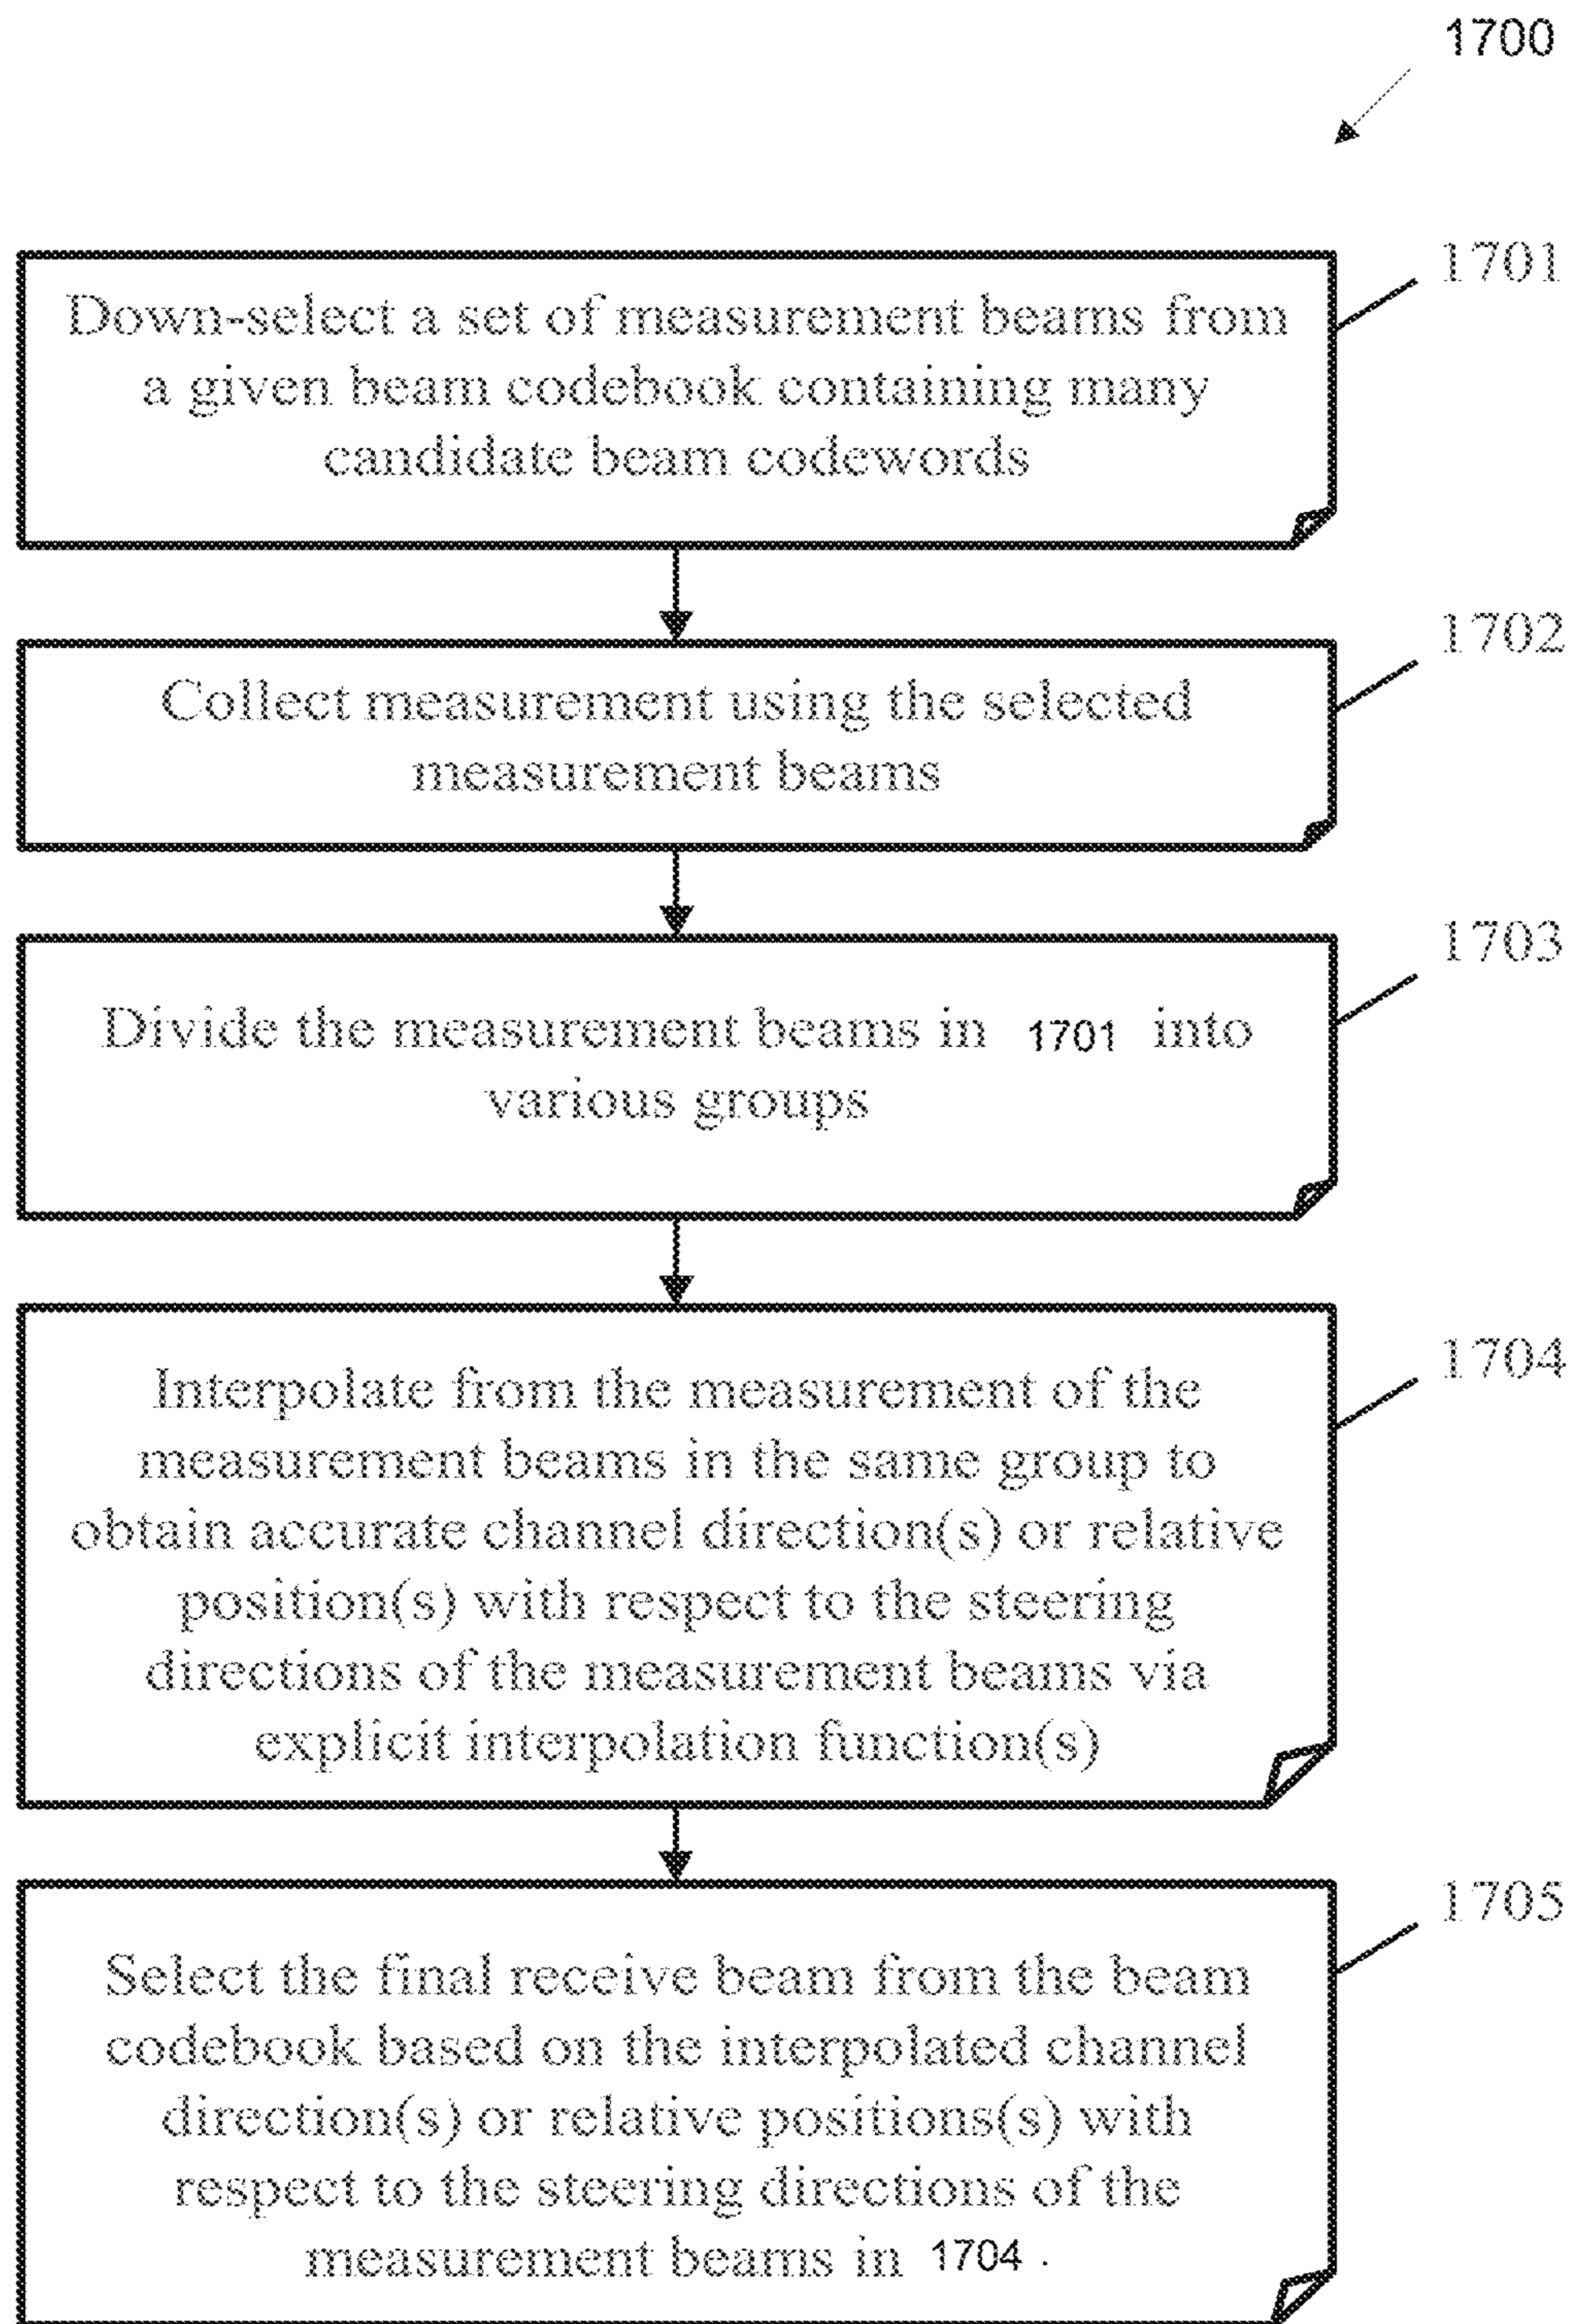 1700
1701
Down-select a set of measurement beams from
a given beam codebook containing many
candidate beam codewords
1702
Collect measurement using the selected
measurement beams
1703
Divide the measurement beams in 1701 into
various groups
1704
Interpolate from the measurement of the
measurement beams in the same group to
obtain accurate channel direction(s) or relative
position(s) with respect to the steering
directions of the measurement beams via
explicit interpolation function(s)
1705
Select the final receive beam from the beam
codebook based on the interpolated channel
direction(s) or relative positions(s) with
respect to the steering directions of the
measurement beams in 1704 .